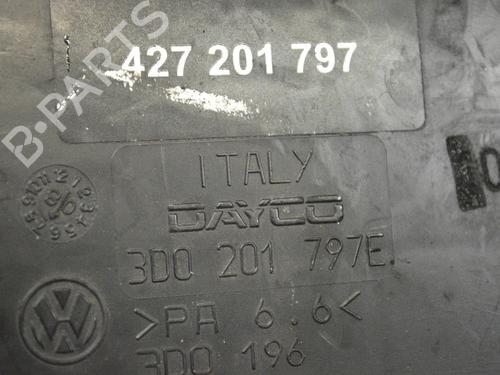 427 201 797
B-PARTS
ITALY
DAYCO
3D0 201 797E
>PA 6.6<
3D0 196